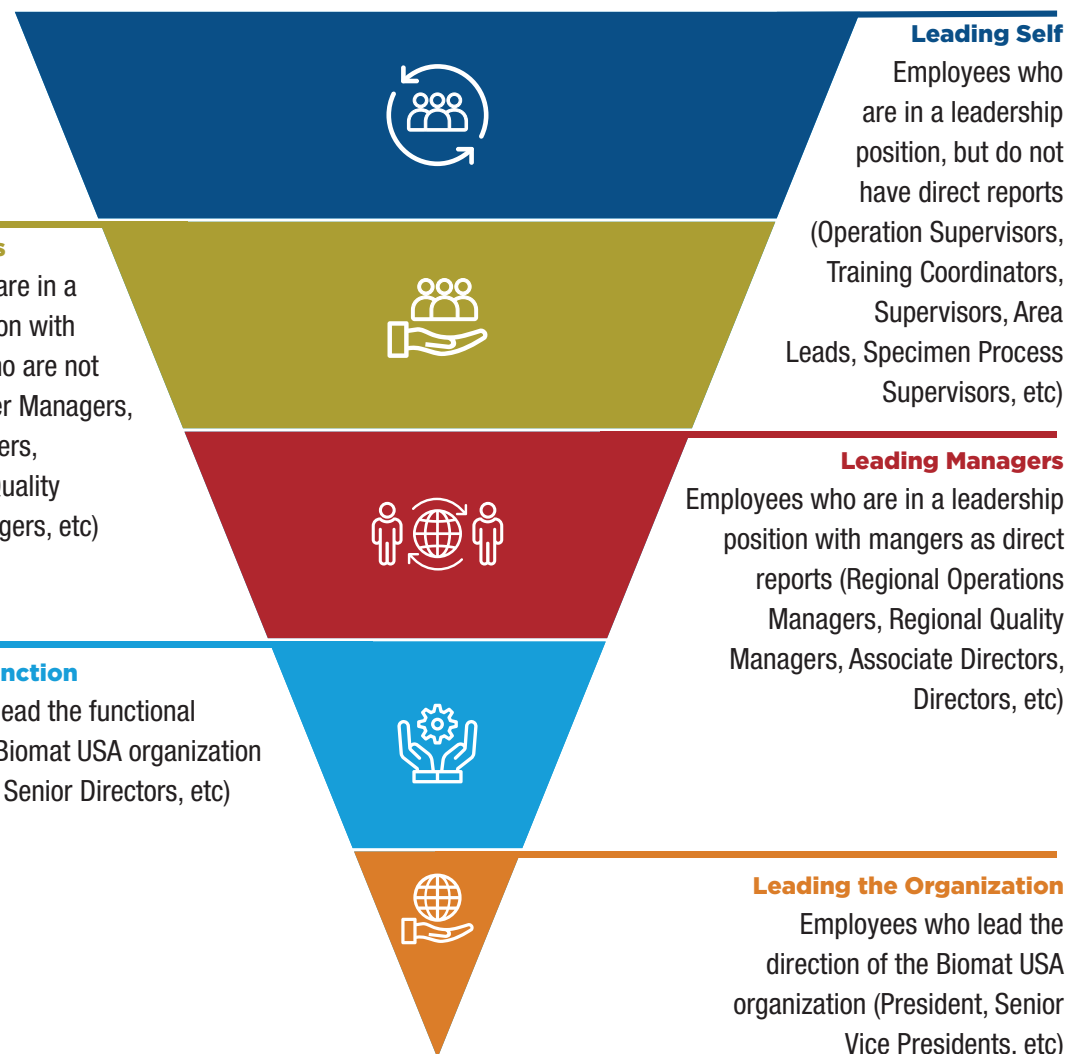 Leading Self
Employees who
are in a leadership
position, but do not
have direct reports
(Operation Supervisors,
Training Coordinators,
Supervisors, Area
Leads, Specimen Process
Supervisors, etc)
s
are in a
on with
ho are not
er Managers,
ers,
uality
gers, etc)
Leading Managers
Employees who are in a leadership
position with mangers as direct
reports (Regional Operations
Managers, Regional Quality
Managers, Associate Directors,
Directors, etc)
nction
ead the functional
Biomat USA organization
Senior Directors, etc)
Leading the Organization
Employees who lead the
direction of the Biomat USA
organization (President, Senior
Vice Presidents, etc)